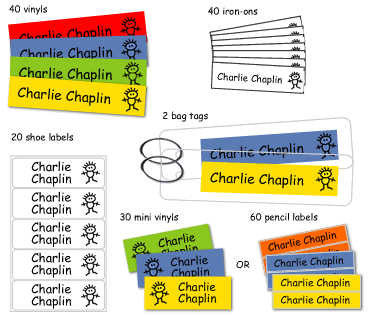 40 vinyls
Charlie Chaplin
Charlie Chaplin
Charlie Chaplin
Charlie Chaplin
40 iron-ons
Charlie Chaplin
2 bag tags
Charlie Chaplin
Charlie Chaplin
20 shoe labels
Charlie
Chaplin
Charlie
Chaplin
Charlie
Chaplin
Charlie
Chaplin
Charlie
Chaplin
30 mini vinyls
Charlie
Chaplin
Charlie
Chaplin
Charlie
Chaplin
OR
60 pencil labels
Charlie Chaplin
Charlie Chaplin
Charlie Chaplin
Charlie Chaplin